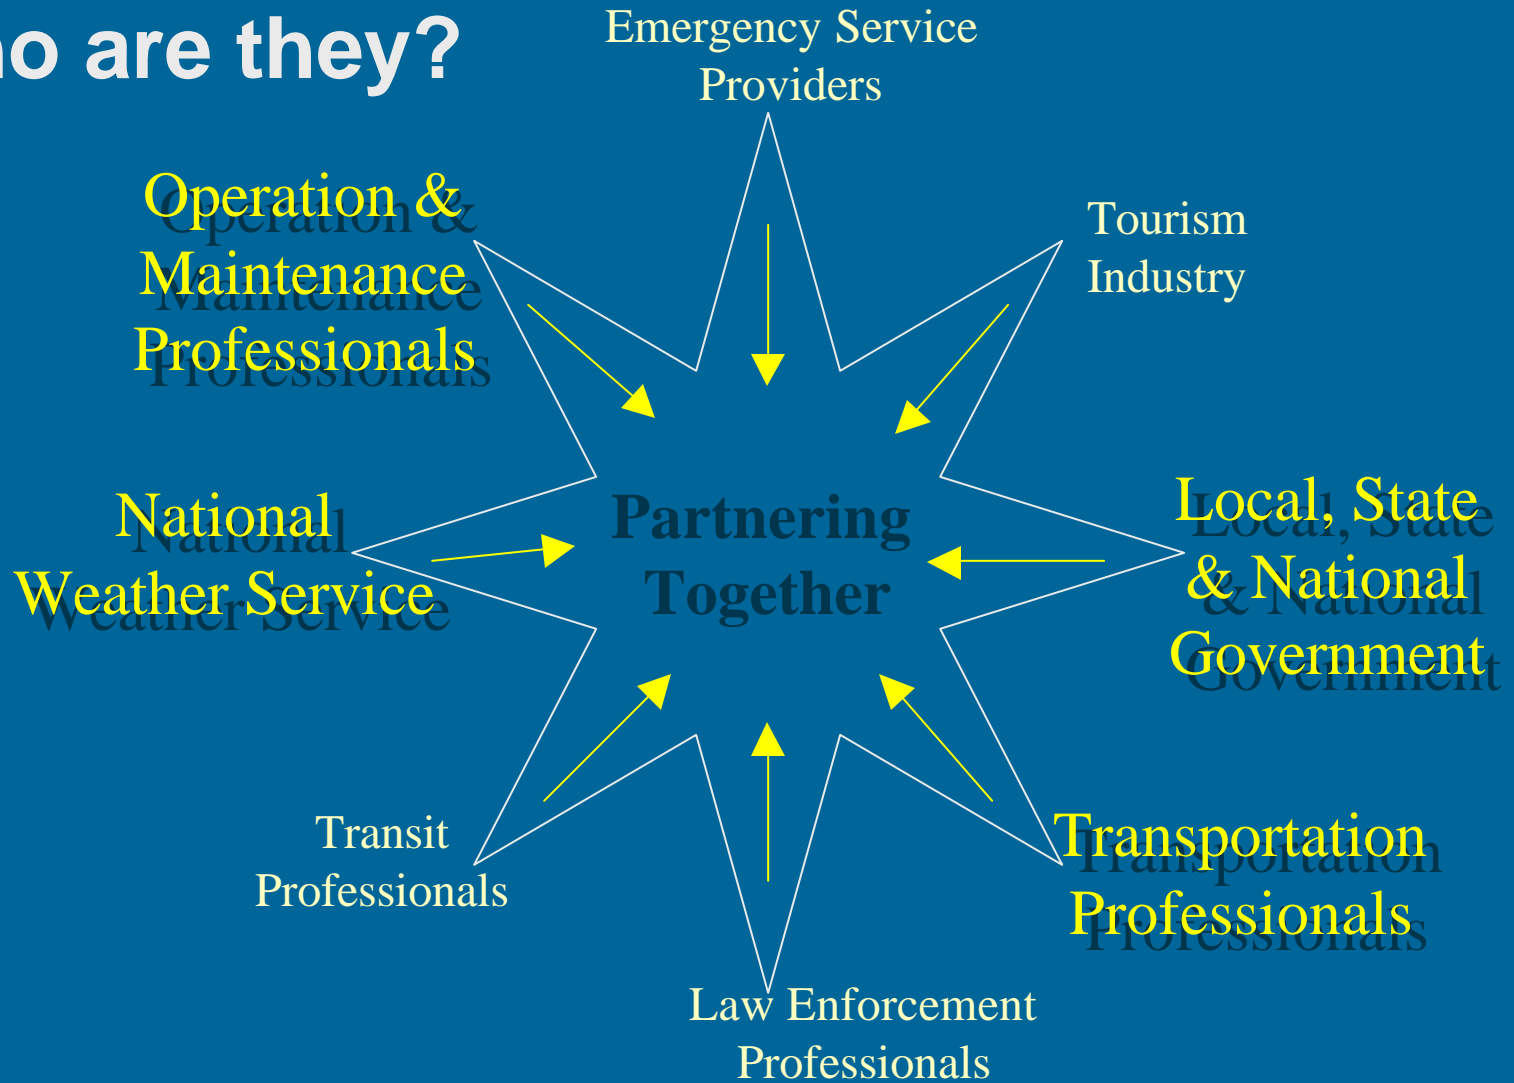 ho are they?
Emergency Service
Providers
Operation &
Maintenance
Professionals
Tourism
Industry
National
Weather Service
Partnering
Together
Local, State
& National
Government
Transit
Professionals
Transportation
Professionals
Law Enforcement
Professionals